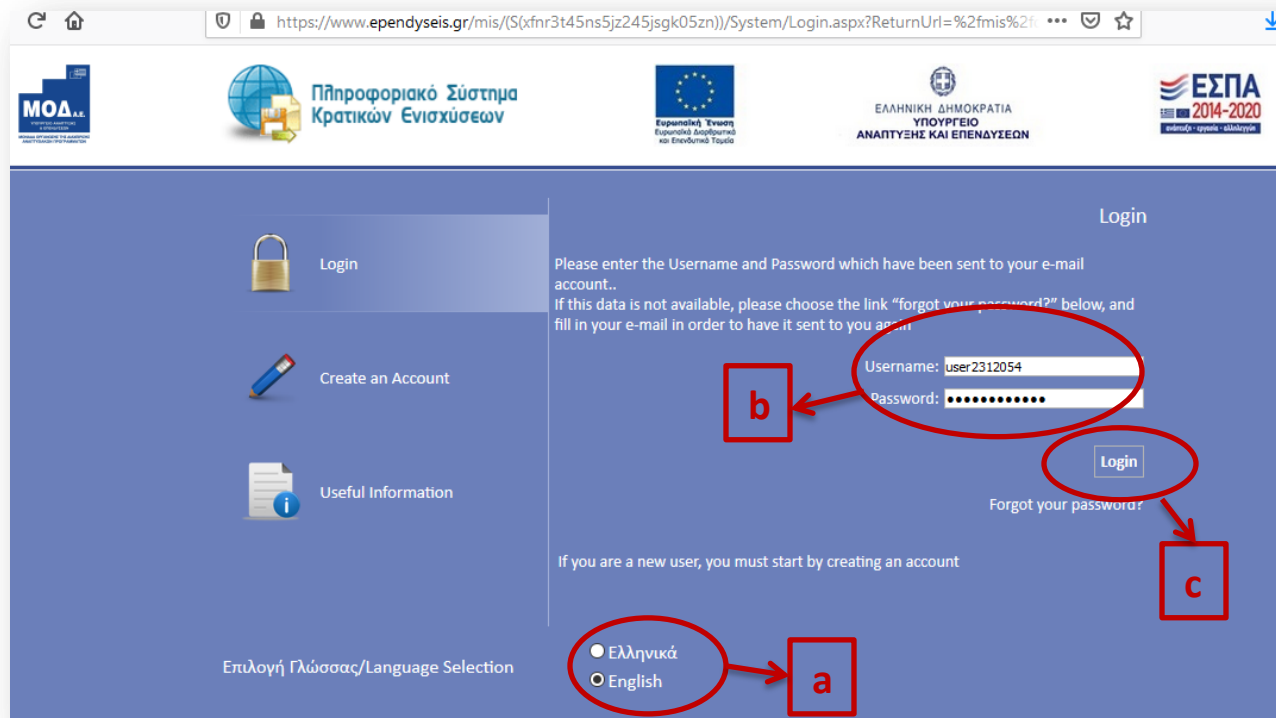 https://www.ependyseis.gr/mis/(S(xfnr3t45ns5jz245jsgk05zn))/System/Login.aspx?ReturnUrl=%2fmis%2f
ΜΟΔ Α.Ε.
Πληροφοριακό Σύστημα
Κρατικών Ενισχύσεων
Ευρωπαϊκή Ένωση
Ευρωπαϊκά Διαρθρωτικά
και Επενδυτικά Ταμεία
ΕΛΛΗΝΙΚΗ ΔΗΜΟΚΡΑΤΙΑ
ΥΠΟΥΡΓΕΙΟ
ΑΝΑΠΤΥΞΗΣ ΚΑΙ ΕΠΕΝΔΥΣΕΩΝ
ΕΣΠΑ
2014-2020
ανάπτυξη - εργασία - αλληλεγγύη
Login
Login
Please enter the Username and Password which have been sent to your e-mail
account..
If this data is not available, please choose the link “forgot your password?” below, and
fill in your e-mail in order to have it sent to you again
Username: user2312054
Create an Account
b
Password: ●●●●●●●●●●●●
Login
Useful Information
Forgot your password?
If you are a new user, you must start by creating an account
c
Επιλογή Γλώσσας/Language Selection
Ελληνικά
English
a